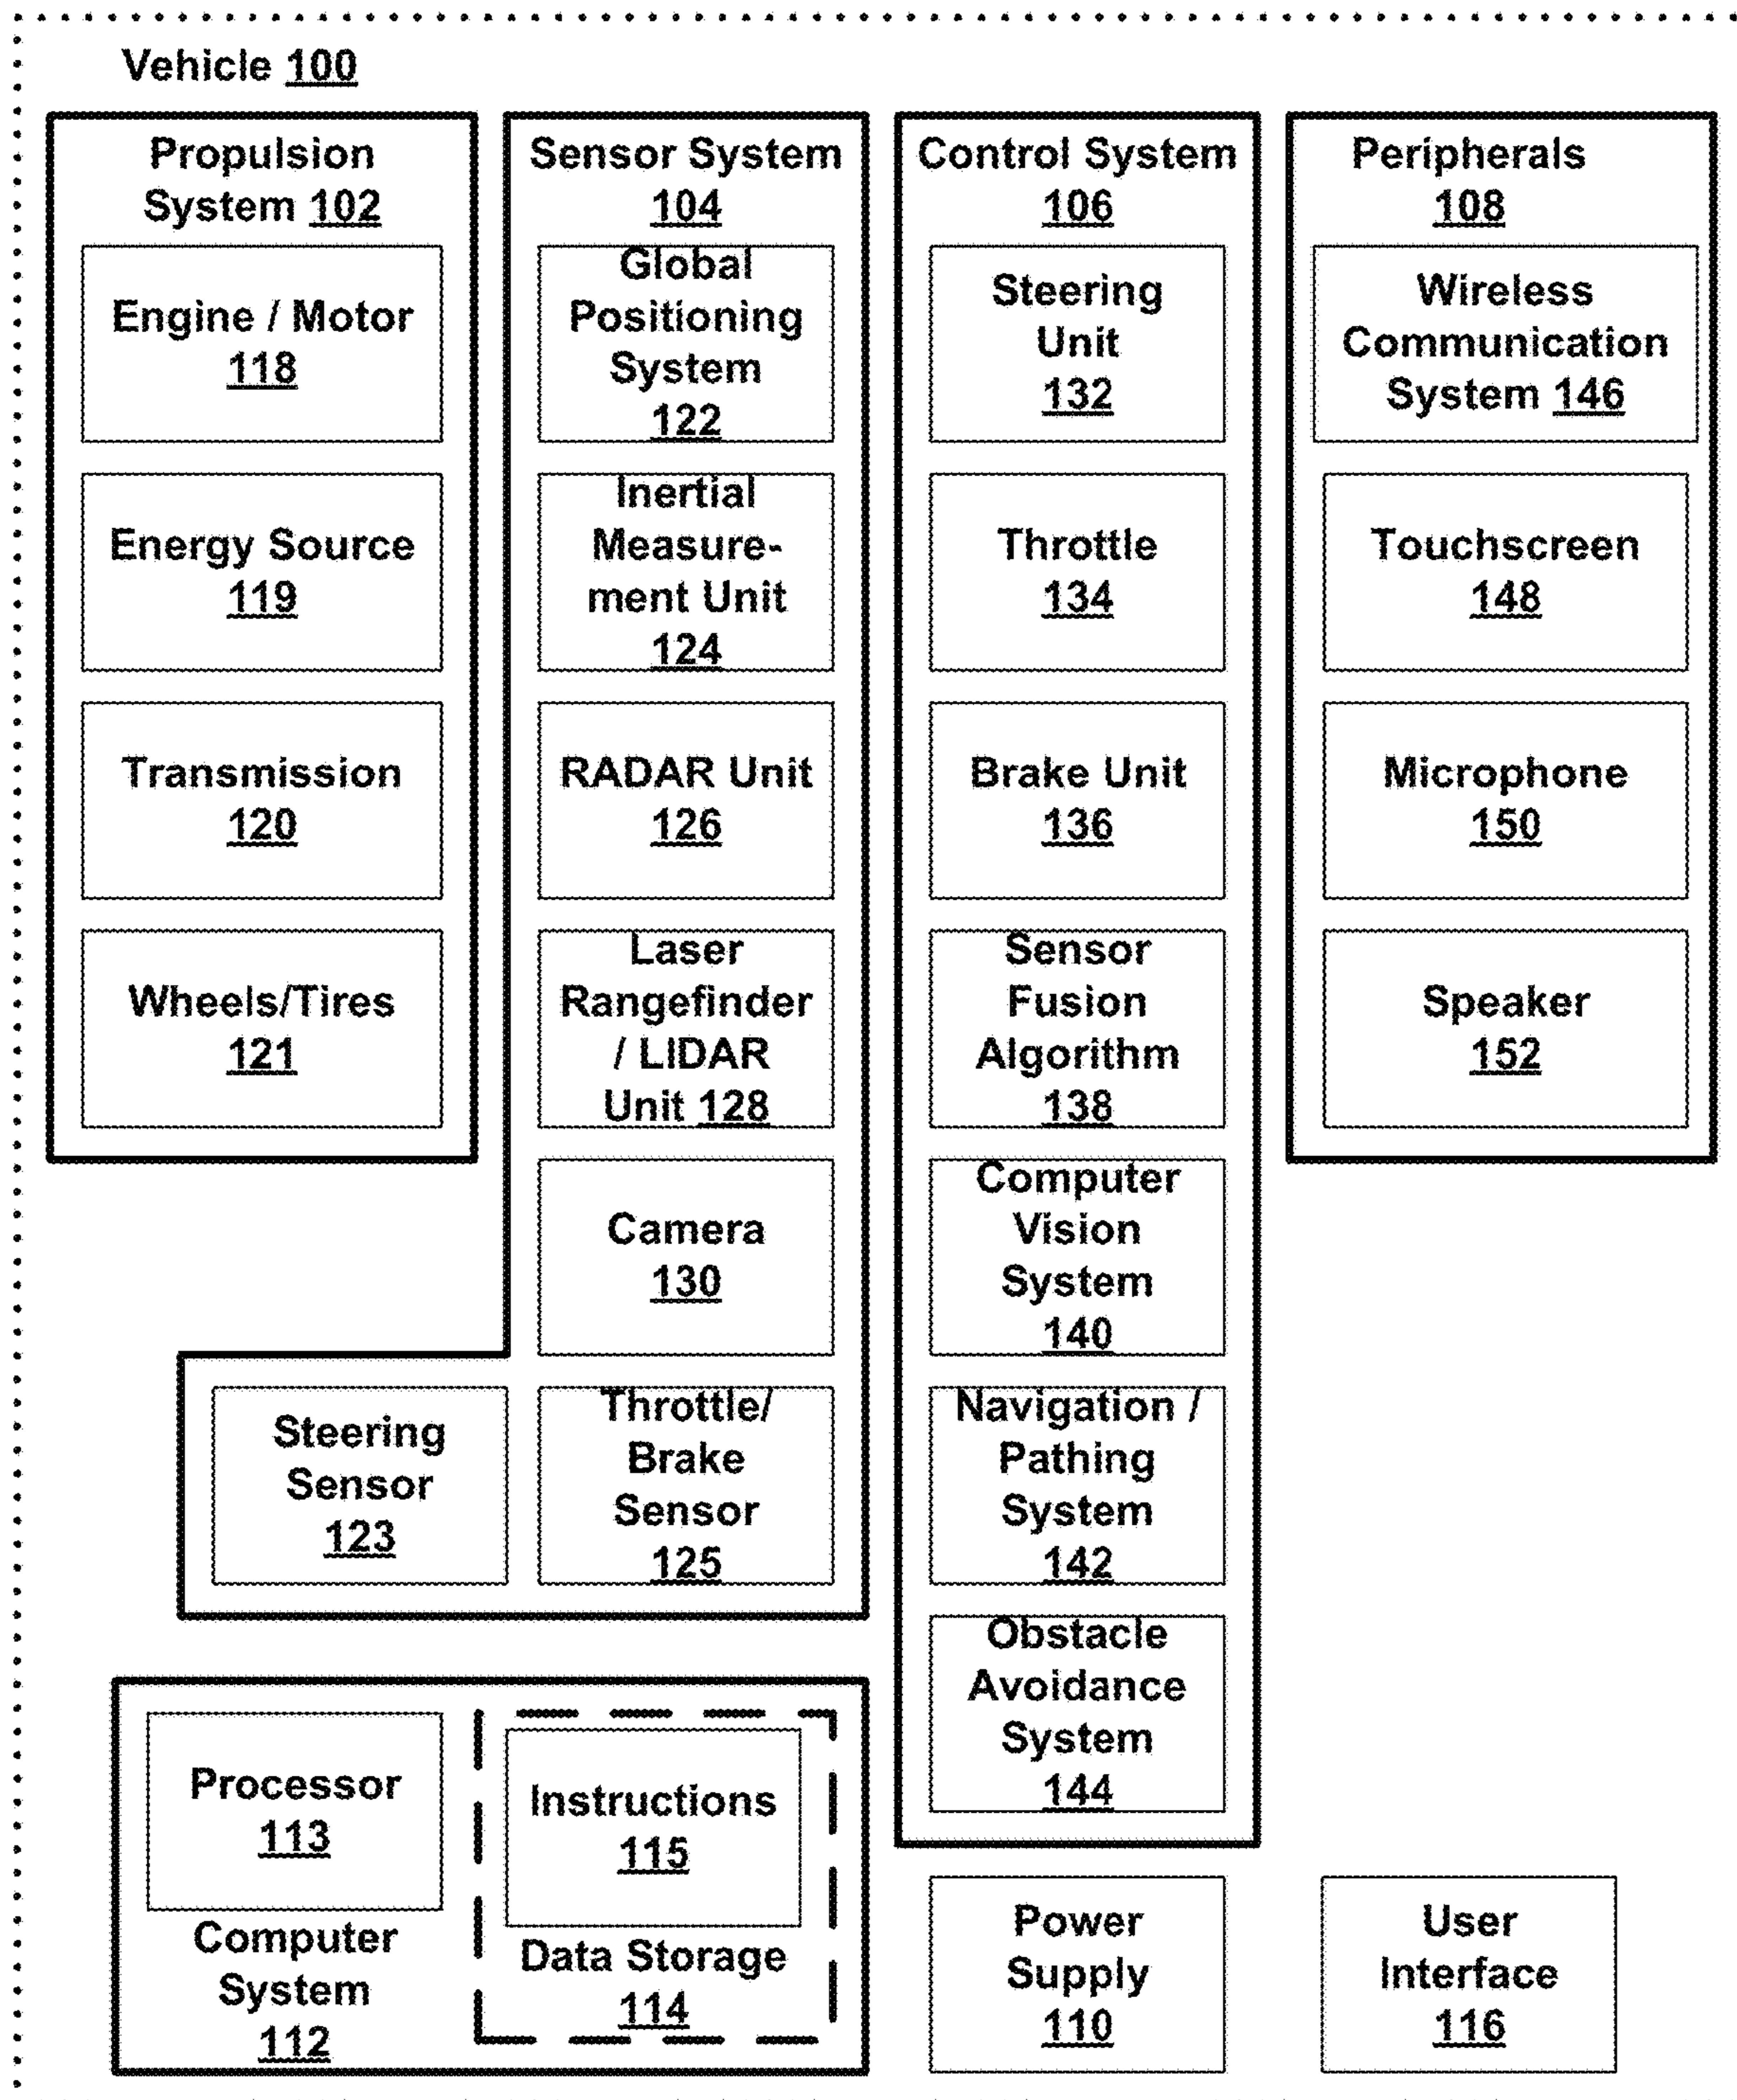 Vehicle 100
Propulsion
System 102
Engine / Motor
118
Energy Source
119
Transmission
120
Wheels/Tires
121
Sensor System
104
Global
Positioning
System
122
Inertial
Measure-
ment Unit
124
RADAR Unit
126
Laser
Rangefinder
/ LIDAR
Unit 128
Camera
130
Steering
Sensor
123
Throttle/
Brake
Sensor
125
Control System
106
Steering
Unit
132
Throttle
134
Brake Unit
136
Sensor
Fusion
Algorithm
138
Computer
Vision
System
140
Navigation /
Pathing
System
142
Obstacle
Avoidance
System
144
Peripherals
108
Wireless
Communication
System 146
Touchscreen
148
Microphone
150
Speaker
152
Processor
113
Computer
System
112
Instructions
115
Data Storage
114
Power
Supply
110
User
Interface
116